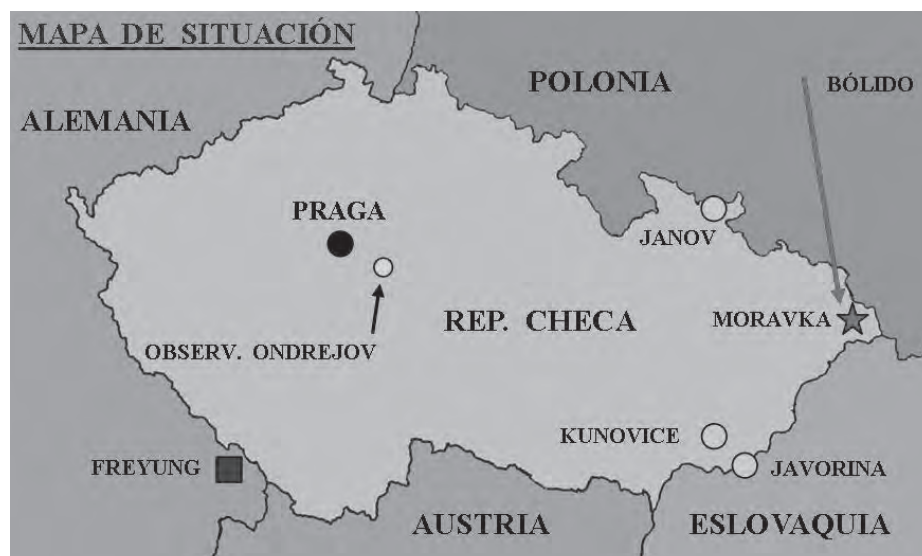 MAPA DE SITUACIÓN
POLONIA
BÓLIDO
ALEMANIA
PRAGA
JANOV
REP. CHECA
MORAVKA
OBSERV. ONDREJOV
KUNOVICE
FREYUNG
JAVORINA
AUSTRIA
ESLOVAQUIA